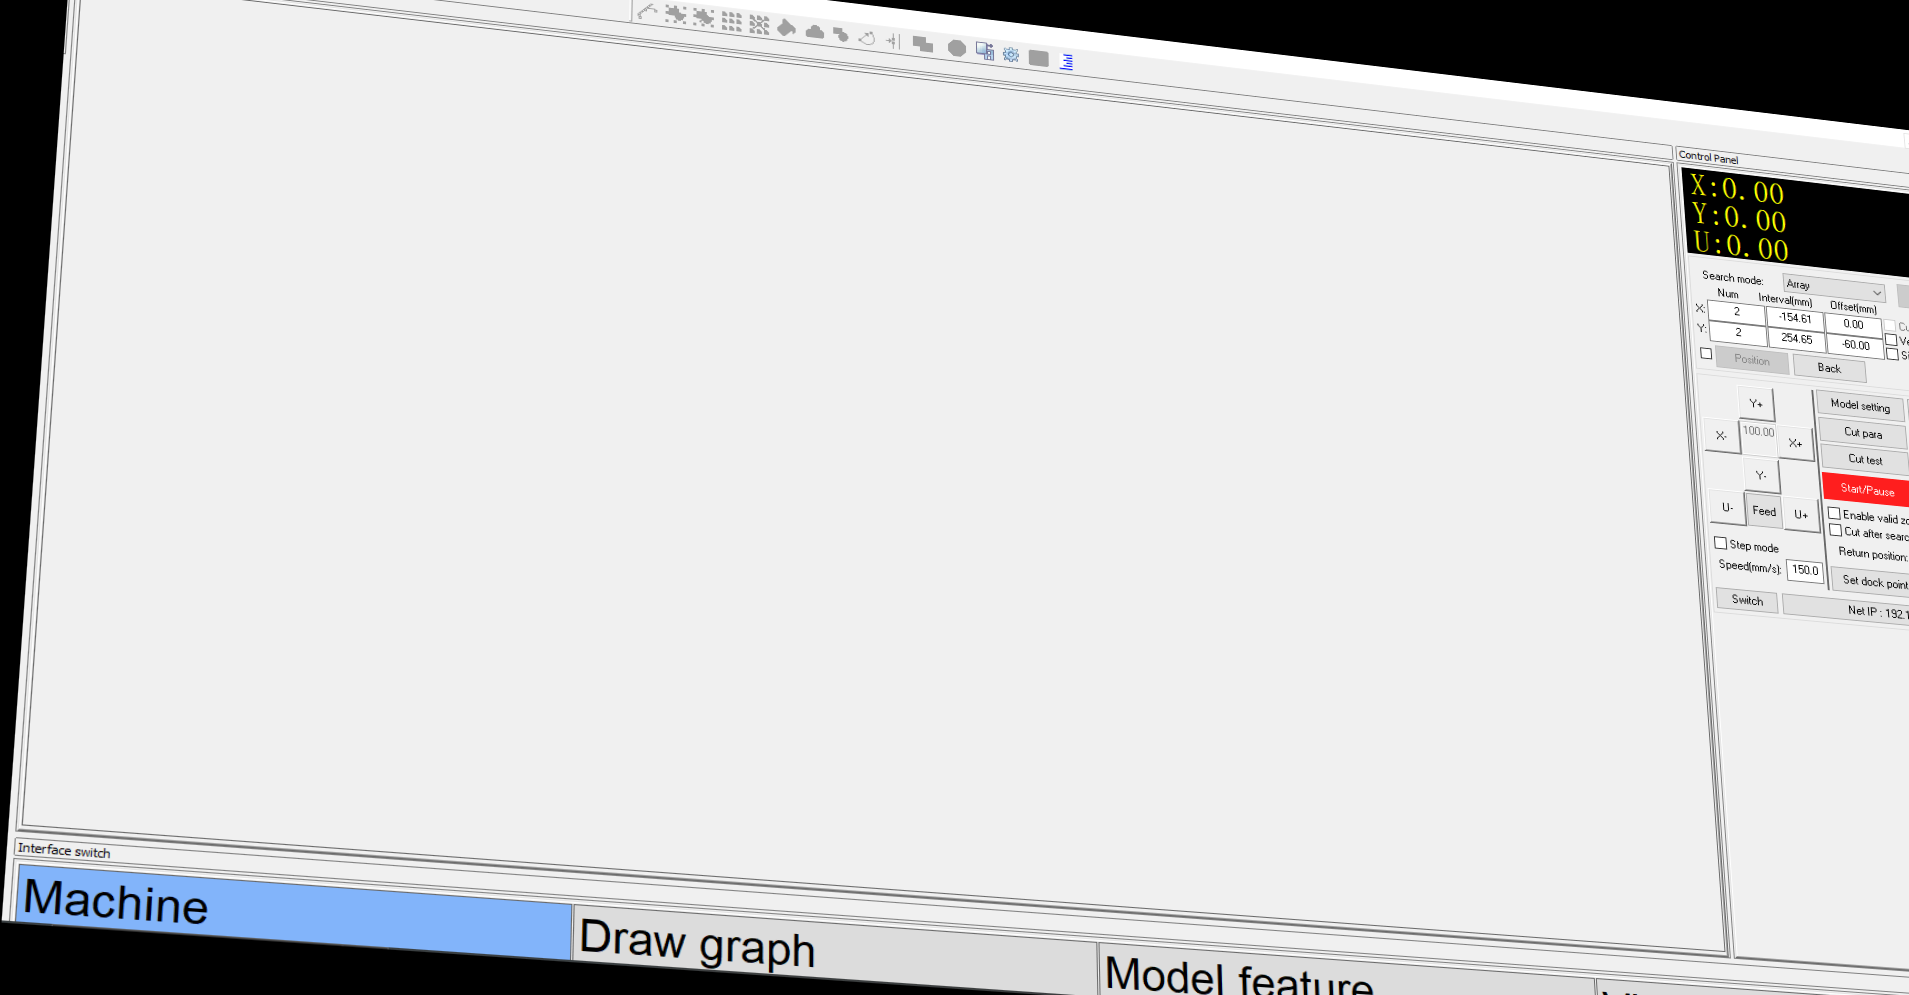 Control Panel
X:0.00
Y:0.00
U:0.00
Search mode: Array
Num Interval(mm) Offset(mm)
X: 2 -154.61 0.00
Y: 2 254.65 -60.00
Position Back
Y+ Model setting
X- 100.00 X+ Cut para
Y- Cut test
Start/Pause
U- Feed U+
Enable valid
Cut after
Step mode Return position:
Speed(mm/s): 150.0 Set dock point
Switch Net IP : 192.1
Interface switch
Machine
Draw graph
Model feature